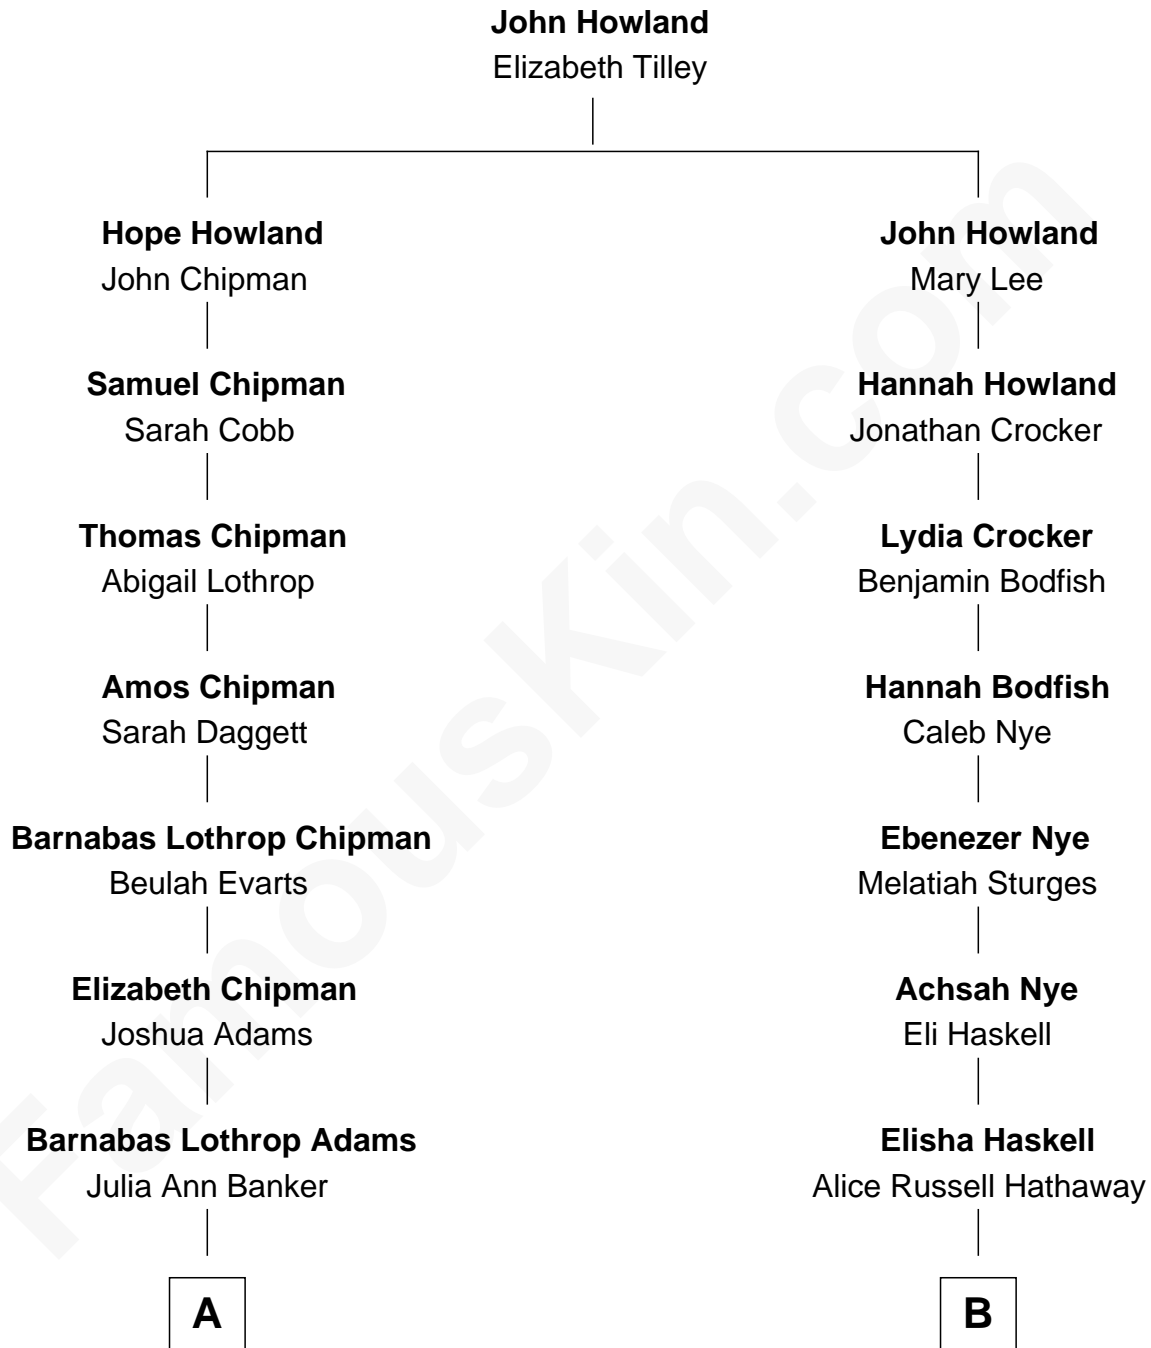 John Howland
Elizabeth Tilley
Hope Howland
John Chipman
John Howland
Mary Lee
Samuel Chipman
Sarah Cobb
Hannah Howland
Jonathan Crocker
Thomas Chipman
Abigail Lothrop
Lydia Crocker
Benjamin Bodfish
Amos Chipman
Sarah Daggett
Hannah Bodfish
Caleb Nye
Barnabas Lothrop Chipman
Beulah Evarts
Ebenezer Nye
Melatiah Sturges
Elizabeth Chipman
Joshua Adams
Achsah Nye
Eli Haskell
Barnabas Lothrop Adams
Julia Ann Banker
Elisha Haskell
Alice Russell Hathaway
A
B
FamousKin.com